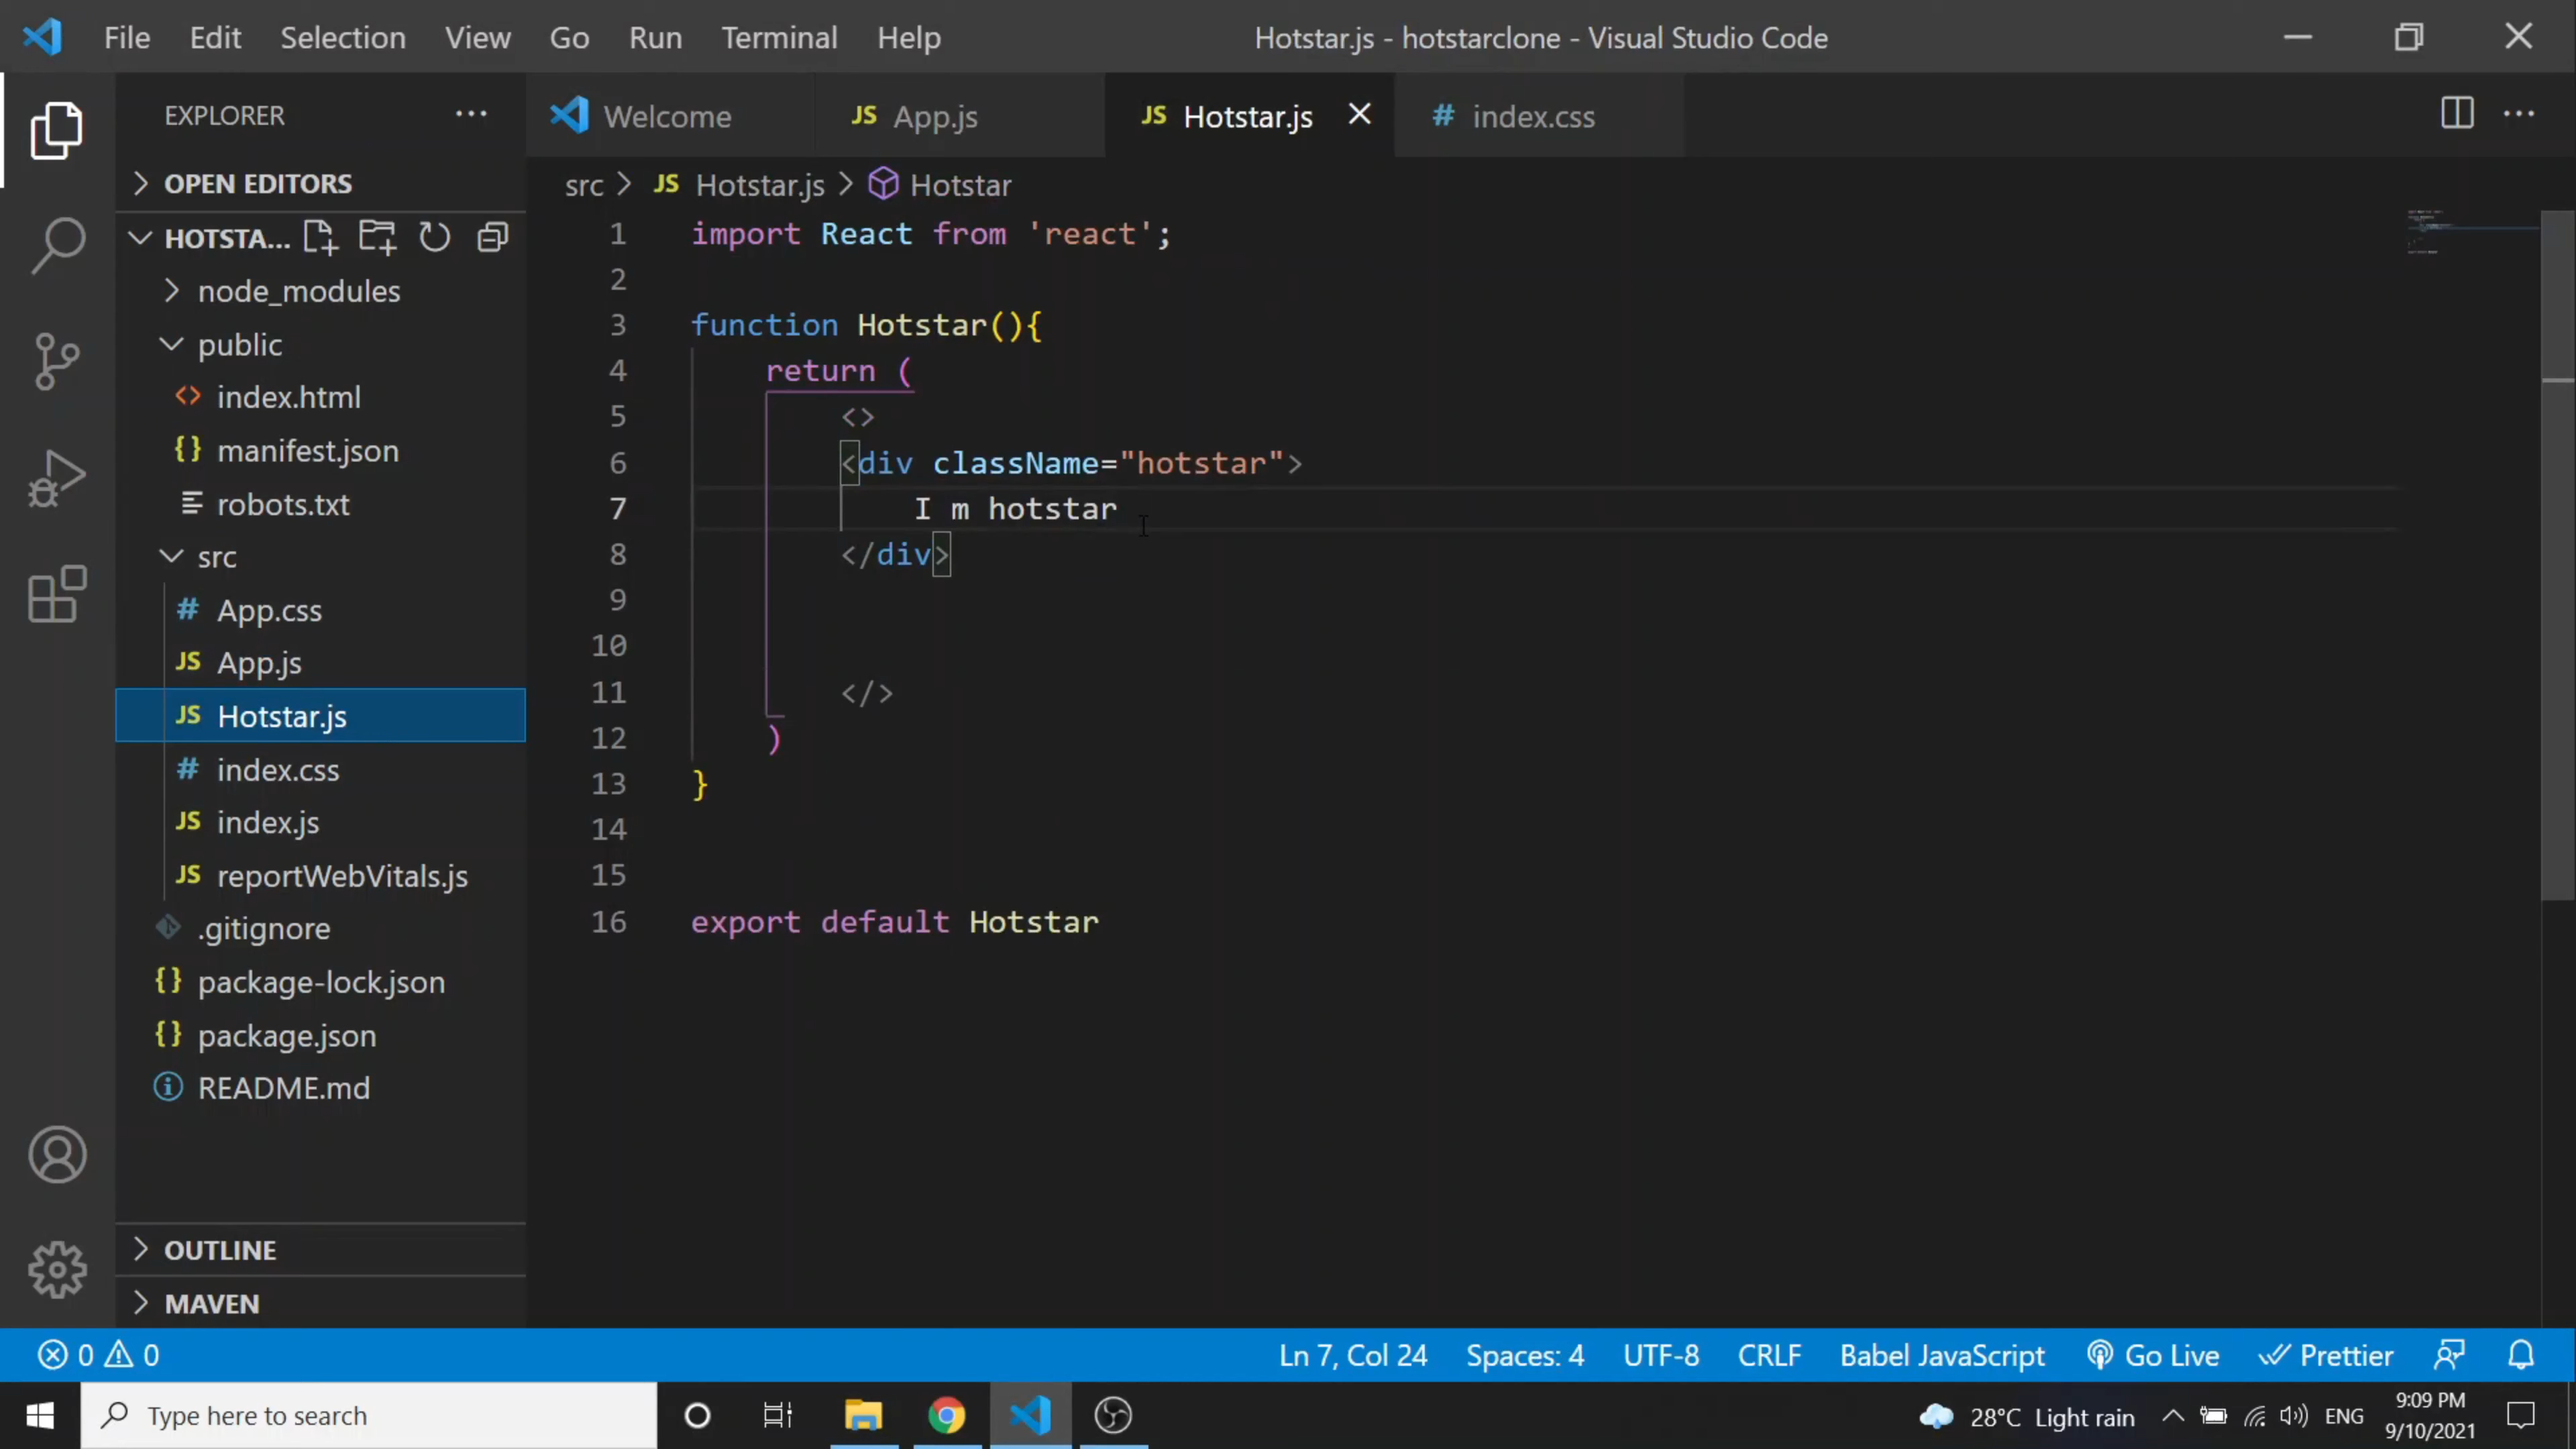 File Edit Selection View Go Run Terminal Help Hotstar.js - hotstarclone - Visual Studio Code
EXPLORER
OPEN EDITORS
HOTSTA...
node_modules
public
index.html
manifest.json
robots.txt
src
App.css
App.js
Hotstar.js
index.css
index.js
reportWebVitals.js
.gitignore
package-lock.json
package.json
README.md
OUTLINE
MAVEN
Welcome JS App.js JS Hotstar.js # index.css
src > JS Hotstar.js > Hotstar
1 import React from 'react';
2
3 function Hotstar(){
4 return (
5 <>
6 <div className="hotstar">
7 I m hotstar
8 </div>
9
10
11 </>
12 )
13 }
14
15
16 export default Hotstar
0 0 Ln 7, Col 24 Spaces: 4 UTF-8 CRLF Babel JavaScript Go Live Prettier
Type here to search 28°C Light rain ENG 9:09 PM
9/10/2021